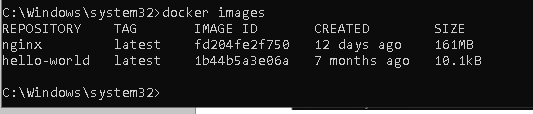 C:\Windows\system32>docker images
REPOSITORY    TAG       IMAGE ID       CREATED        SIZE
nginx         latest    fd204fe2f750   12 days ago    161MB
hello-world   latest    1b44b5a3e06a   7 months ago   10.1kB
C:\Windows\system32>